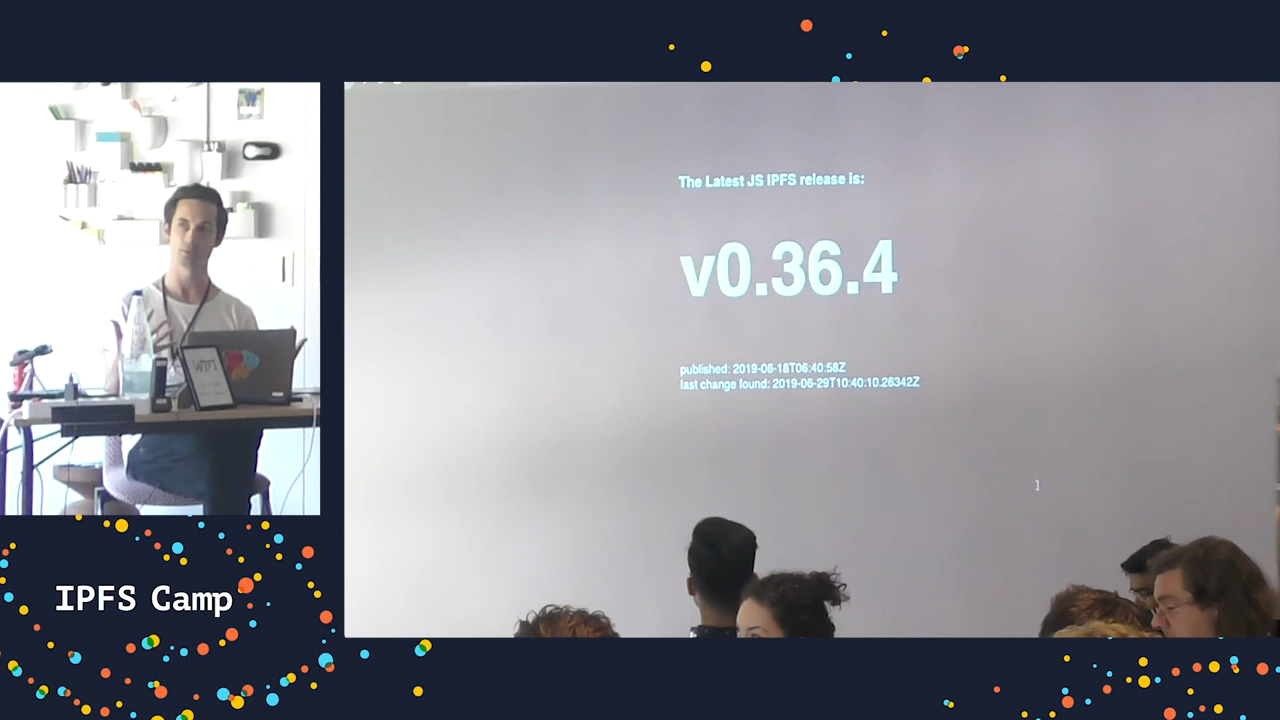 The Latest JS IPFS release is:
v0.36.4
published: 2019-06-18T06:40:58Z
last change found: 2019-06-29T10:40:10.26342Z
WIFI
IPFS Camp